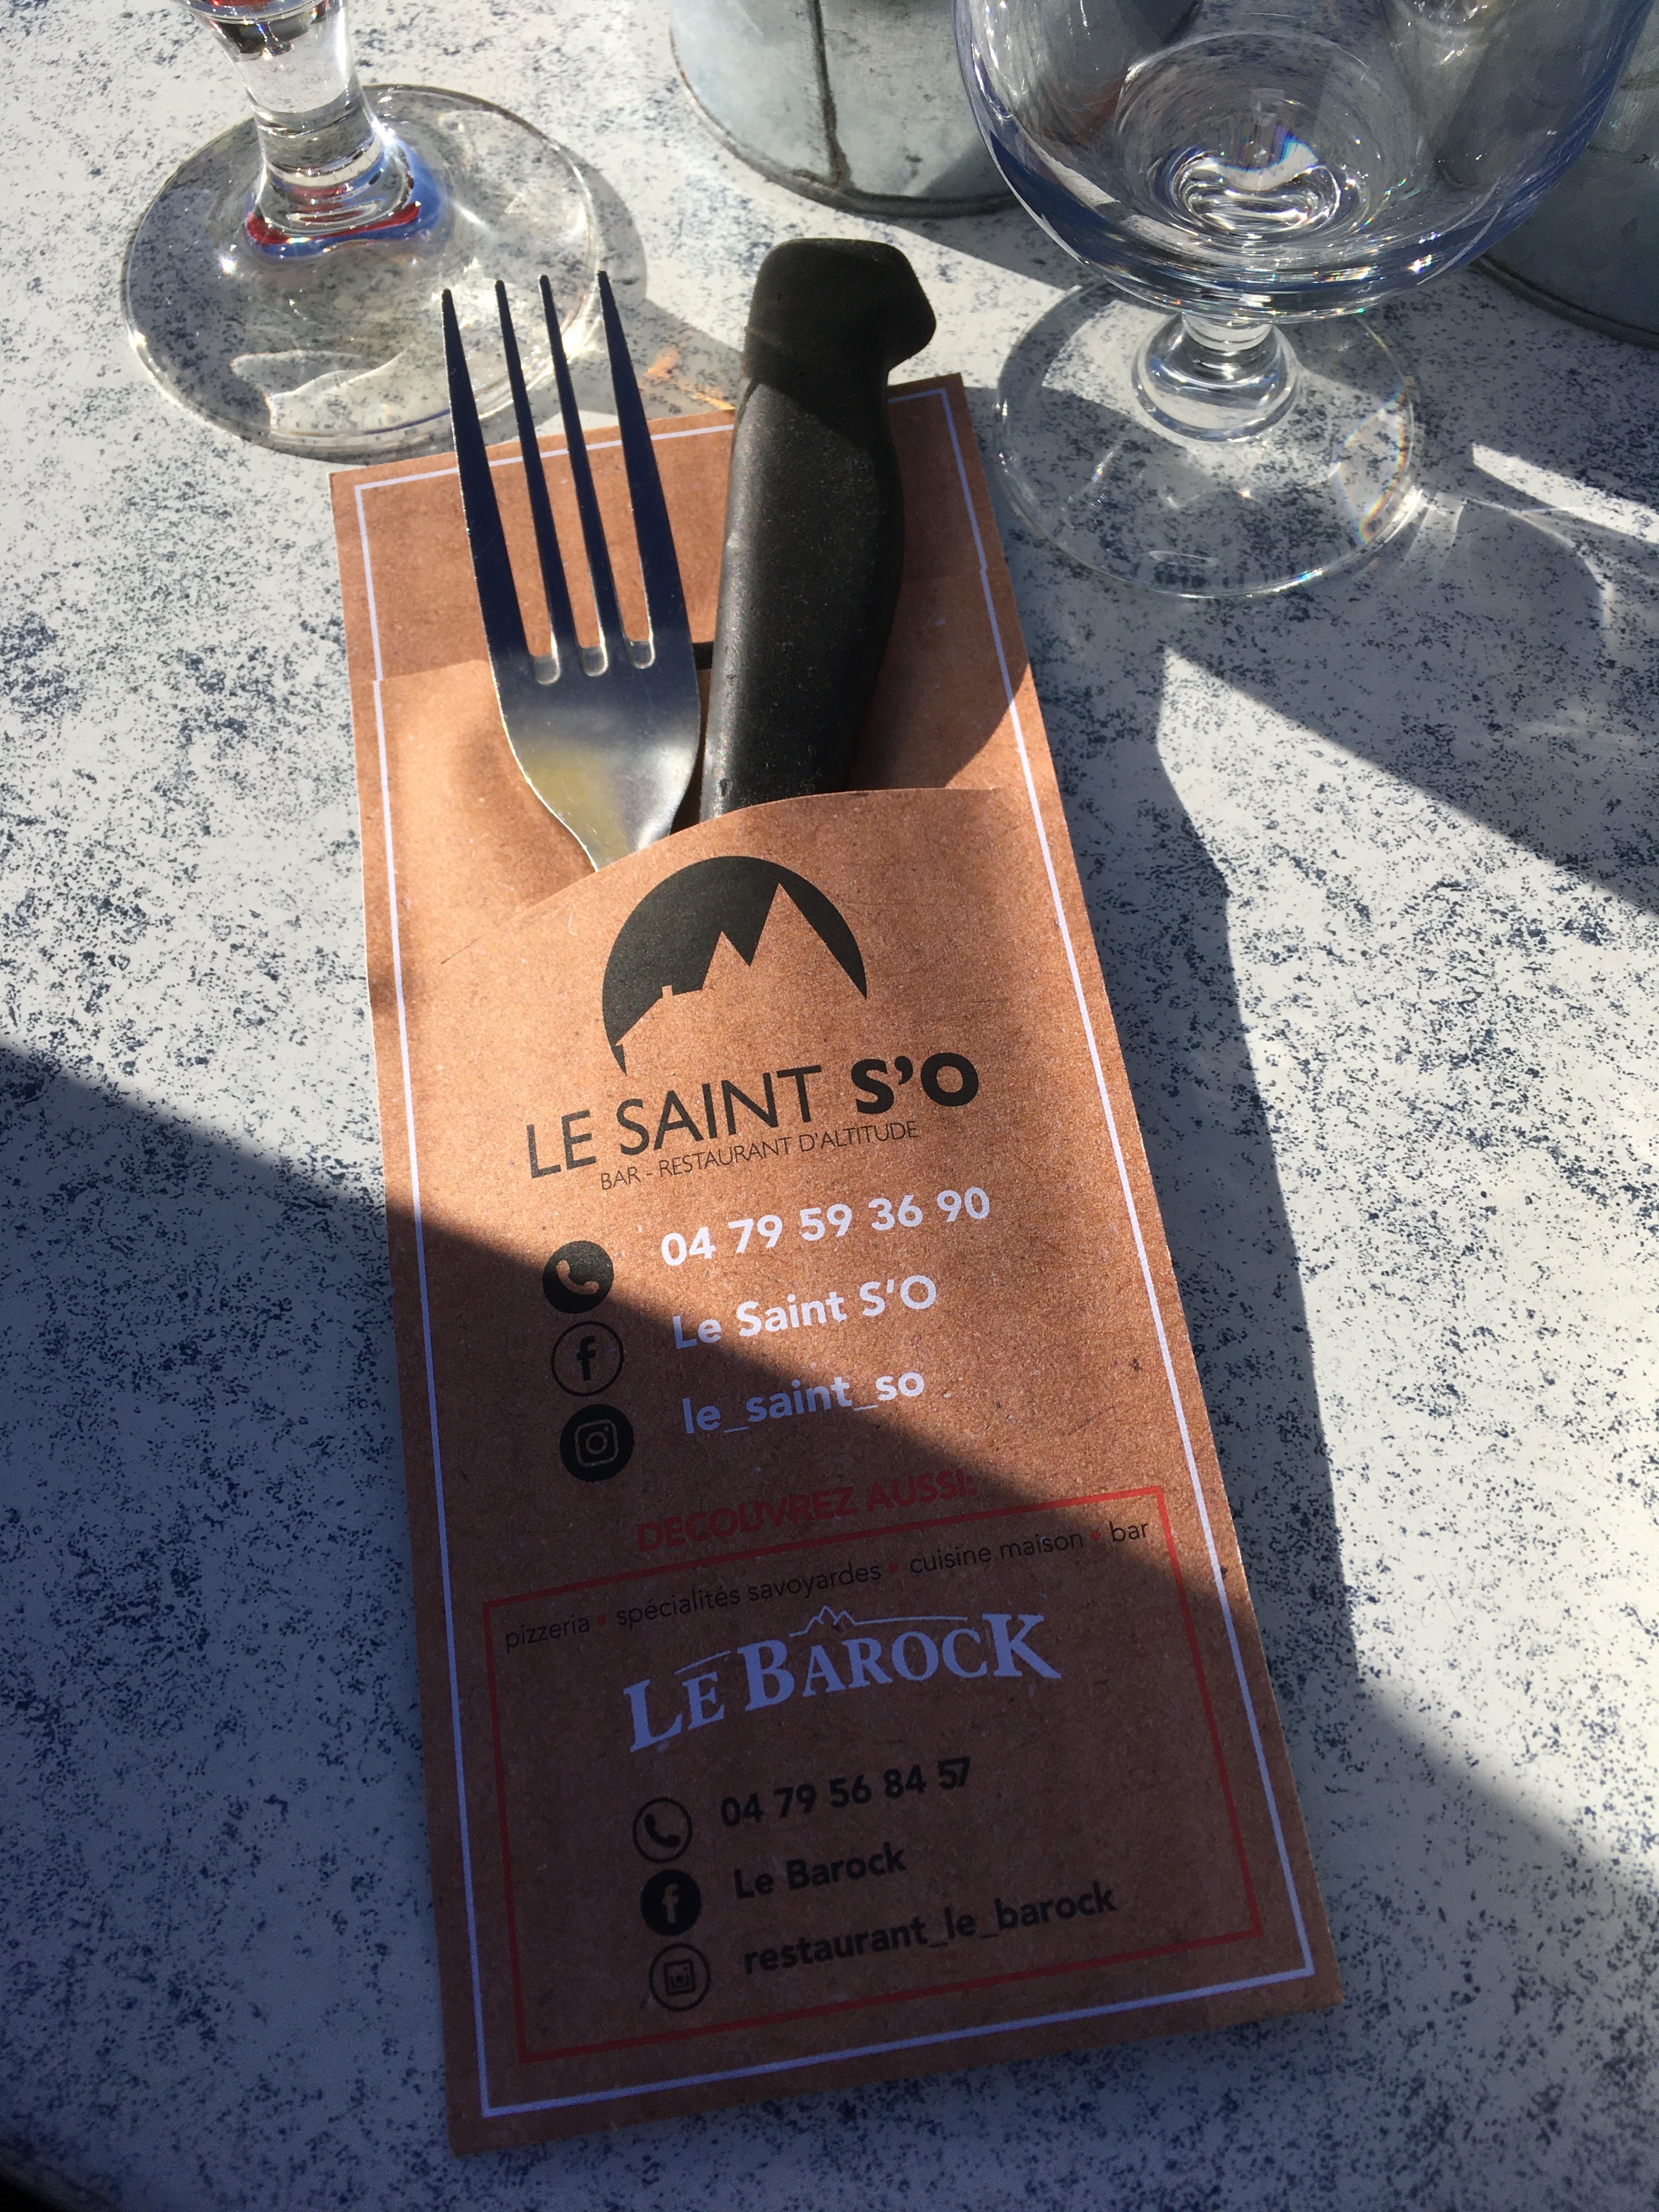 LE SAINT S'O
BAR - RESTAURANT D'ALTITUDE
04 79 59 36 90
Le Saint S'O
le_saint_so
DECOUVREZ AUSSI:
pizzeria • spécialités savoyardes • cuisine maison • bar
LE BAROCK
04 79 56 84 57
Le Barock
restaurant_le_barock